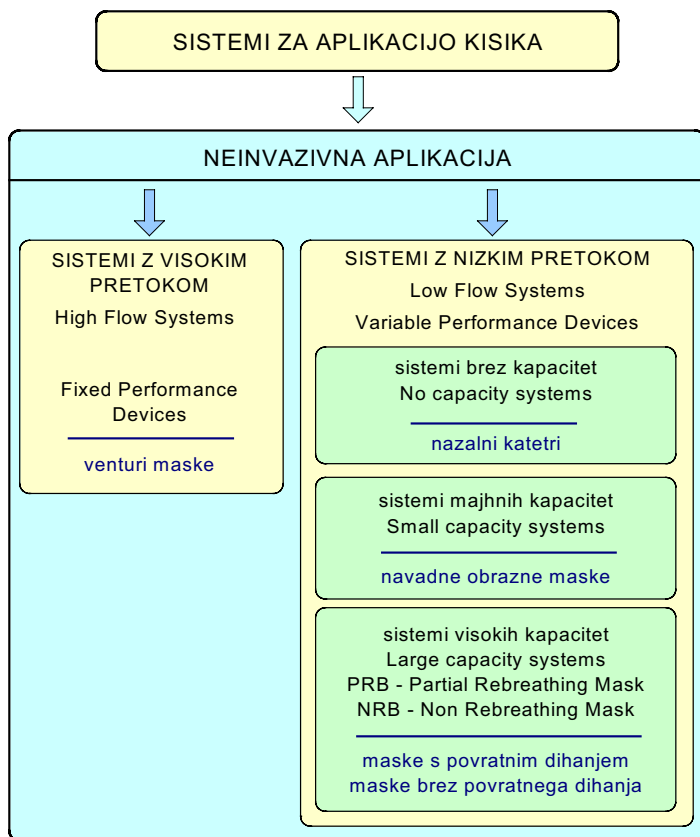 SISTEMI ZA APLIKACIJO KISIKA
NEINVAZIVNA APLIKACIJA
SISTEMI Z VISOKIM
PRETOKOM
High Flow Systems
Fixed Performance
Devices
venturi maske
SISTEMI Z NIZKIM PRETOKOM
Low Flow Systems
Variable Performance Devices
sistemi brez kapacitet
No capacity systems
nazalni katetri
sistemi majhnih kapacitet
Small capacity systems
navadne obrazne maske
sistemi visokih kapacitet
Large capacity systems
PRB - Partial Rebreathing Mask
NRB - Non Rebreathing Mask
maske s povratnim dihanjem
maske brez povratnega dihanja